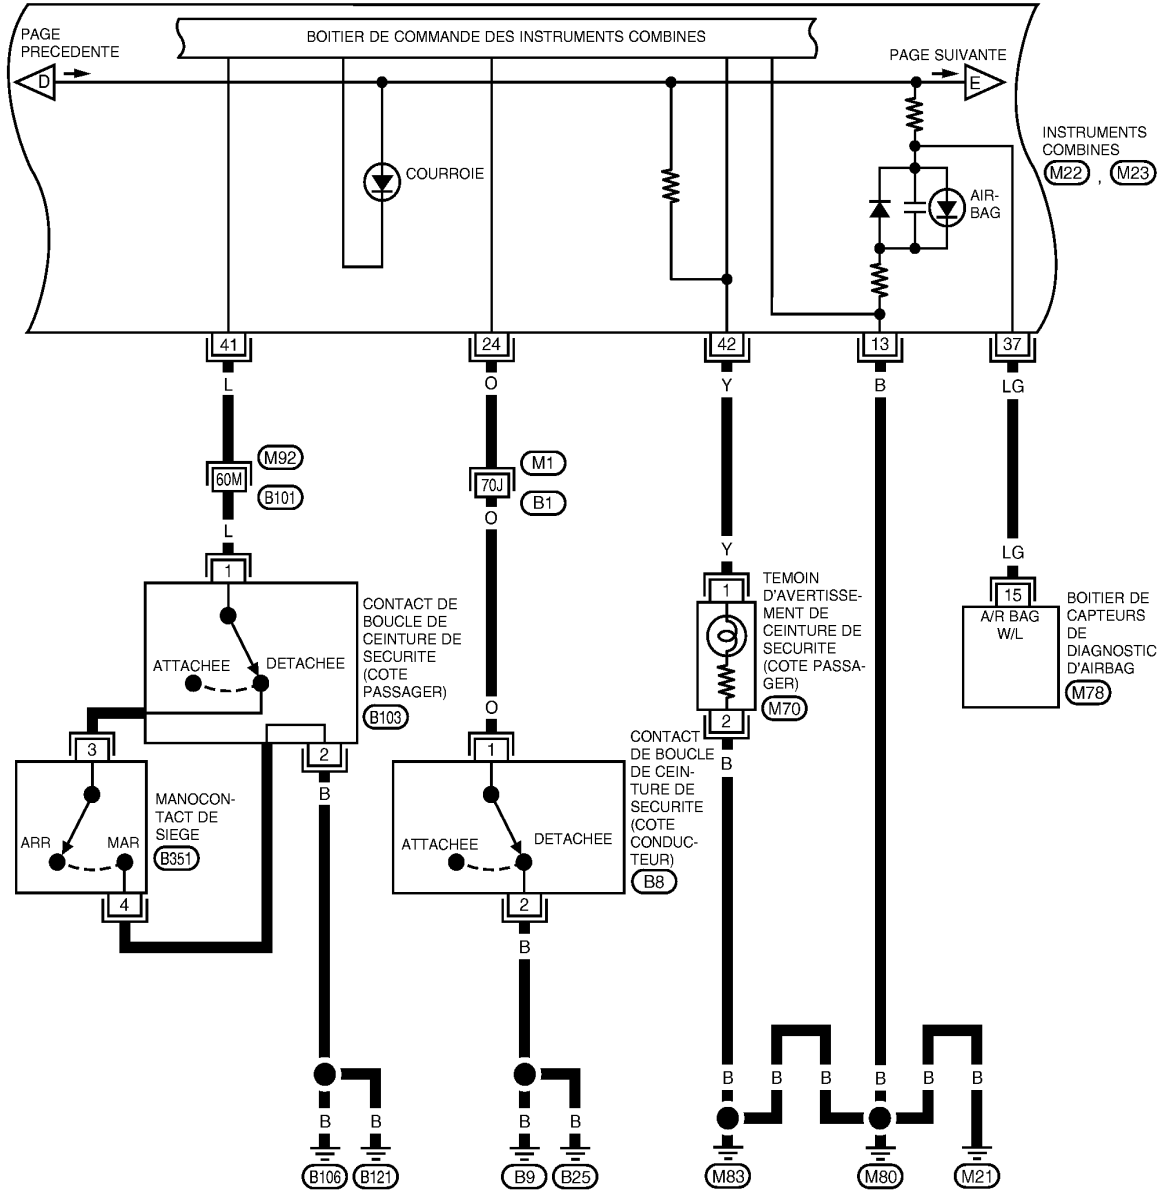 PAGE
PRECEDENTE
D
BOITIER DE COMMANDE DES INSTRUMENTS COMBINES
PAGE SUIVANTE
E
INSTRUMENTS
COMBINES
M22 , M23
COURROIE
AIR-
BAG
41
24
42
13
37
L
O
Y
B
LG
60M
M92
B101
70J
M1
B1
L
O
Y
LG
1
CONTACT DE
BOUCLE DE
CEINTURE DE
SECURITE
(COTE
PASSAGER)
B103
ATTACHEE
DETACHEE
1
TEMOIN
D'AVERTISSE-
MENT DE
CEINTURE DE
SECURITE
(COTE PASSA-
GER)
M70
2
B
15
A/R BAG
W/L
BOITIER DE
CAPTEURS
DE
DIAGNOSTIC
D'AIRBAG
M78
3
2
B
MANOCON-
TACT DE
SIEGE
B351
ARR
MAR
4
O
1
ATTACHEE
DETACHEE
CONTACT
DE BOUCLE
DE CEIN-
TURE DE
SECURITE
(COTE
CONDUC-
TEUR)
B8
2
B
B
B
B
B
B
B
B
B
B
B
B106
B121
B9
B25
M83
M80
M21